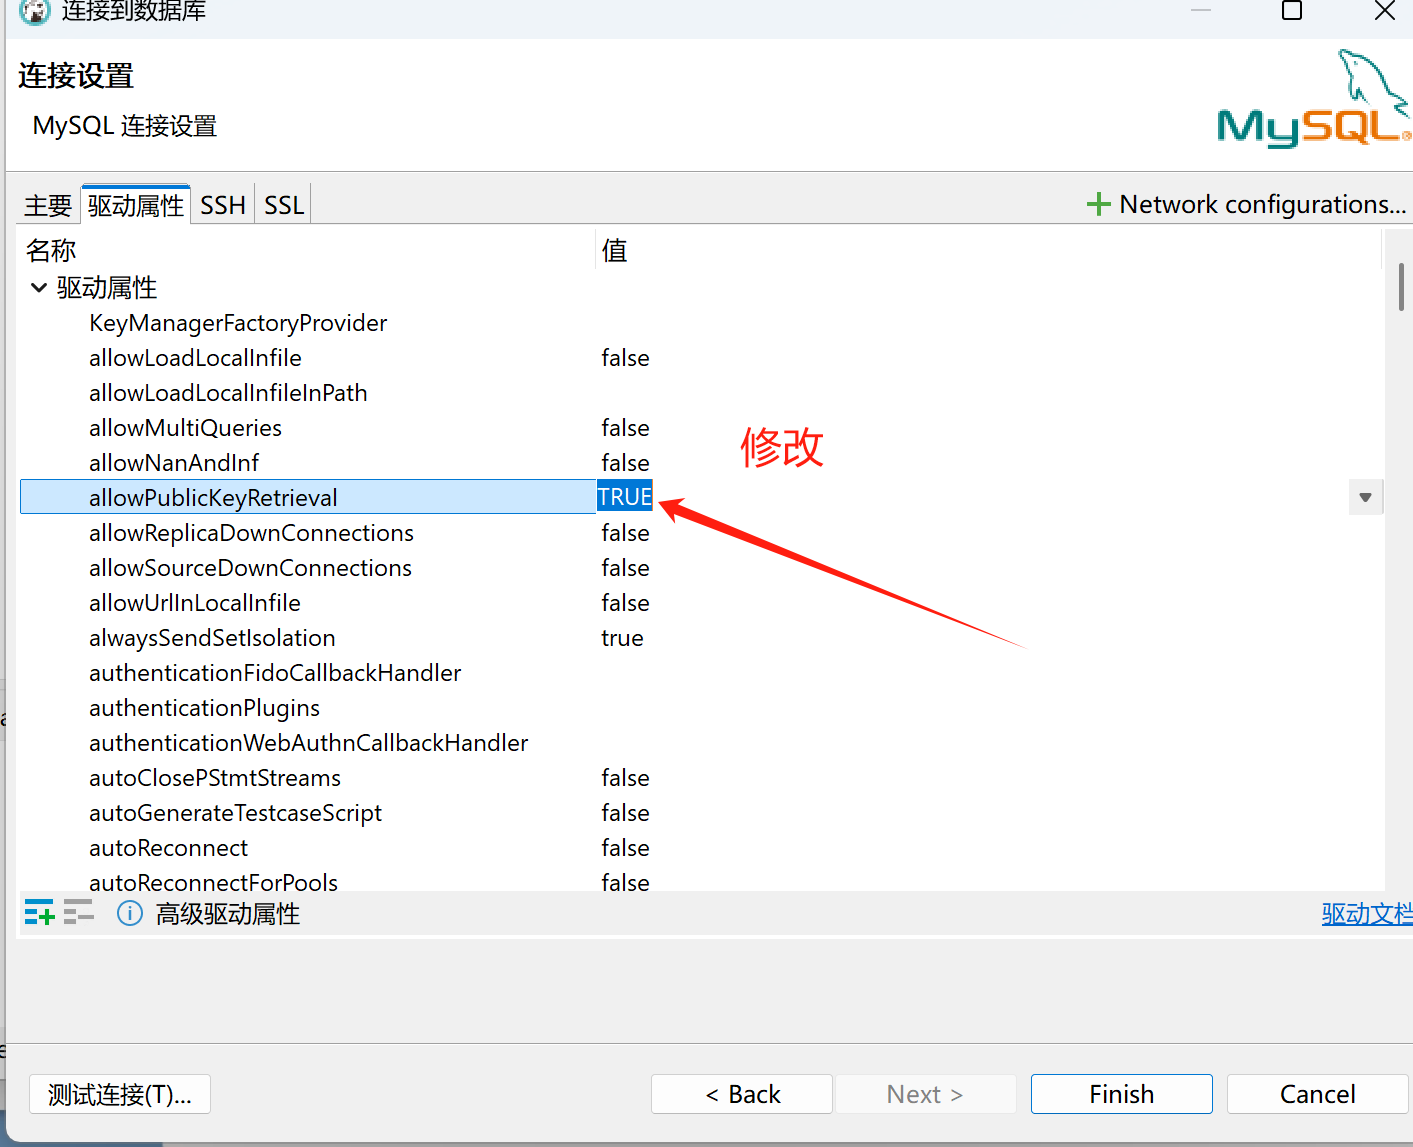 连接到数据库
连接设置
MySQL 连接设置
MySQL
主要 驱动属性 SSH SSL Network configurations...
名称 值
驱动属性
KeyManagerFactoryProvider
allowLoadLocalInfile false
allowLoadLocalInfileInPath
allowMultiQueries false
修改
allowNanAndInf false
allowPublicKeyRetrieval TRUE
allowReplicaDownConnections false
allowSourceDownConnections false
allowUrlInLocalInfile false
alwaysSendSetIsolation true
authenticationFidoCallbackHandler
authenticationPlugins
authenticationWebAuthnCallbackHandler
autoClosePStmtStreams false
autoGenerateTestcaseScript false
autoReconnect false
autoReconnectForPools false
高级驱动属性 驱动文档
测试连接(T)... < Back Next > Finish Cancel